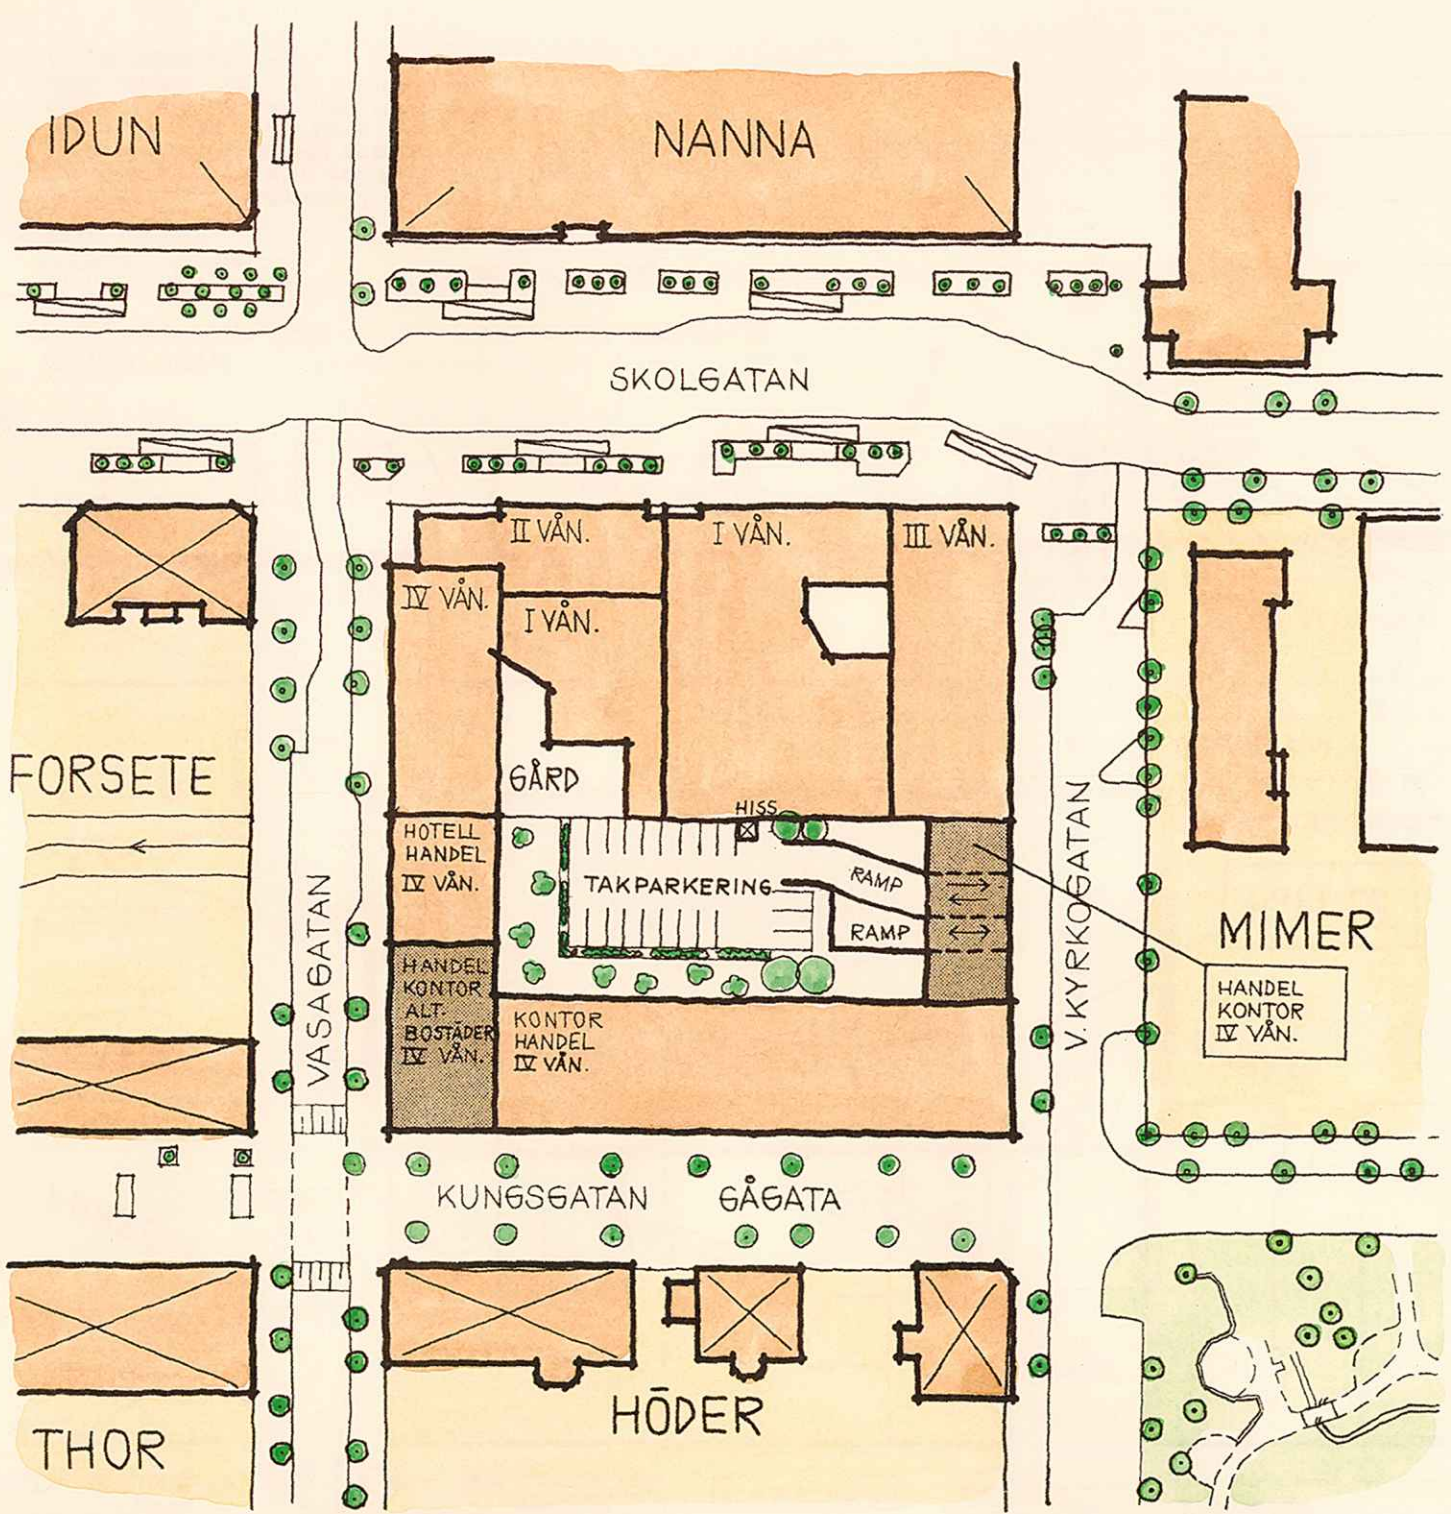 IDUN
NANNA
SKOLGATAN
II VÅN.
I VÅN.
III VÅN.
IV VÅN.
I VÅN.
FORSETE
GÅRD
HISS
HOTELL
HANDEL
IV VÅN.
TAKPARKERING
RAMP
RAMP
VASAGATAN
V.KYRKOGATAN
MIMER
HANDEL
KONTOR
ALT.
BOSTÄDER
IV VÅN.
KONTOR
HANDEL
IV VÅN.
HANDEL
KONTOR
IV VÅN.
KUNGSGATAN GÅGATA
HÖDER
THOR